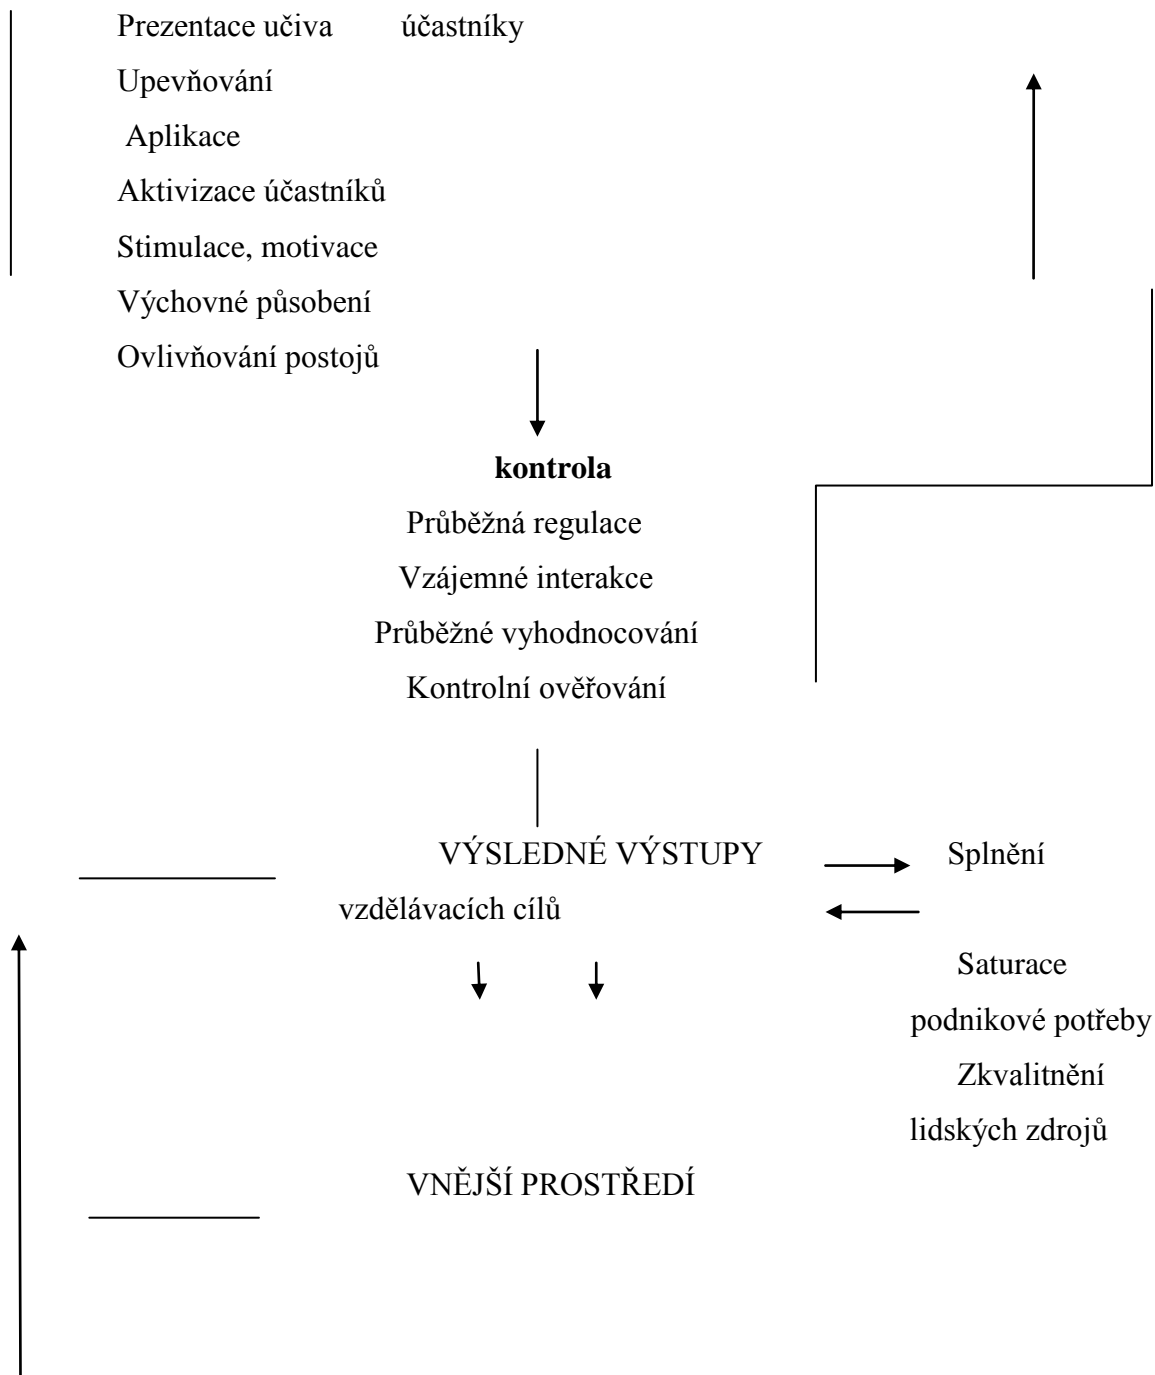 Prezentace učiva účastníky
Upevňování
Aplikace
Aktivizace účastníků
Stimulace, motivace
Výchovné působení
Ovlivňování postojů
kontrola
Průběžná regulace
Vzájemné interakce
Průběžné vyhodnocování
Kontrolní ověřování
VÝSLEDNÉ VÝSTUPY Splnění
vzdělávacích cílů
Saturace
podnikové potřeby
Zkvalitnění
lidských zdrojů
VNĚJŠÍ PROSTŘEDÍ